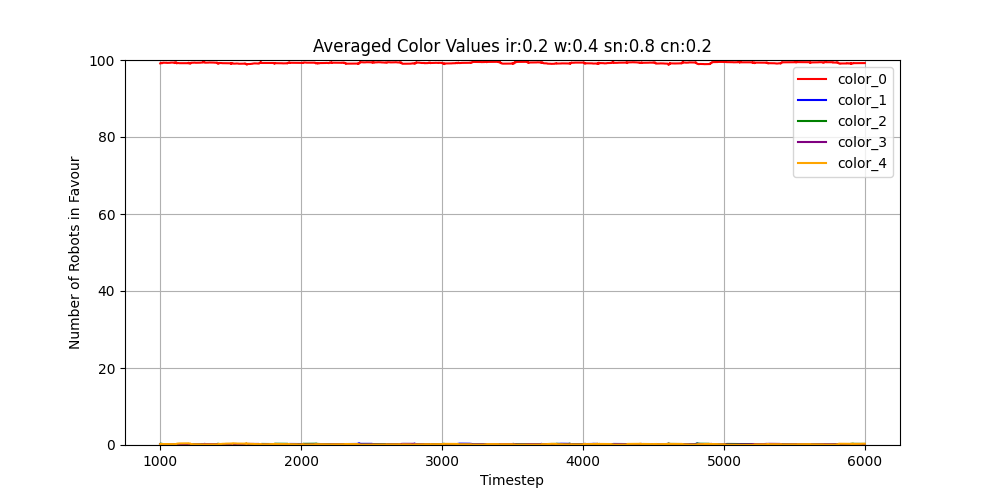 Averaged Color Values ir:0.2 w:0.4 sn:0.8 cn:0.2
100
80
60
40
20
0
Number of Robots in Favour
color_0
color_1
color_2
color_3
color_4
1000 2000 3000 4000 5000 6000
Timestep